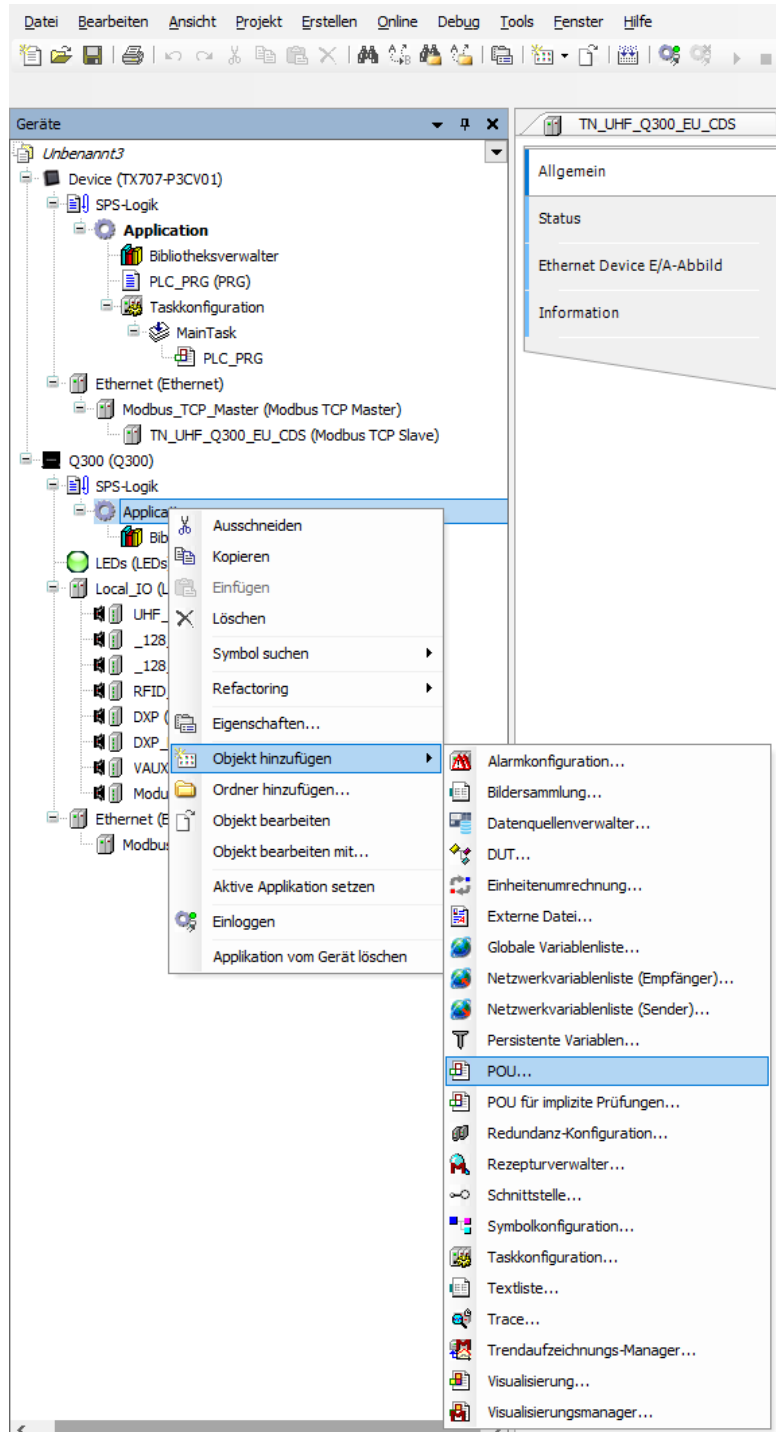 Datei Bearbeiten Ansicht Projekt Erstellen Online Debug Tools Fenster Hilfe
Geräte
TN_UHF_Q300_EU_CDS
Unbenannt3
Allgemein
Status
Ethernet Device E/A-Abbild
Information
Device (TX707-P3CV01)
SPS-Logik
Application
Bibliotheksverwalter
PLC_PRG (PRG)
Taskkonfiguration
MainTask
PLC_PRG
Ethernet (Ethernet)
Modbus_TCP_Master (Modbus TCP Master)
TN_UHF_Q300_EU_CDS (Modbus TCP Slave)
Q300 (Q300)
SPS-Logik
Applica
Bib
LEDs (LEDs
Local_IO (L
UHF_
_128_
_128_
RFID_
DXP (
DXP_
VAUX
Modu
Ethernet (E
Modbus
Ausschneiden
Kopieren
Einfügen
Löschen
Symbol suchen
Refactoring
Eigenschaften...
Objekt hinzufügen
Ordner hinzufügen...
Objekt bearbeiten
Objekt bearbeiten mit...
Aktive Applikation setzen
Einloggen
Applikation vom Gerät löschen
Alarmkonfiguration...
Bildersammlung...
Datenquellenverwalter...
DUT...
Einheitenumrechnung...
Externe Datei...
Globale Variablenliste...
Netzwerkvariablenliste (Empfänger)...
Netzwerkvariablenliste (Sender)...
Persistente Variablen...
POU...
POU für implizite Prüfungen...
Redundanz-Konfiguration...
Rezepturverwalter...
Schnittstelle...
Symbolkonfiguration...
Taskkonfiguration...
Textliste...
Trace...
Trendaufzeichnungs-Manager...
Visualisierung...
Visualisierungsmanager...